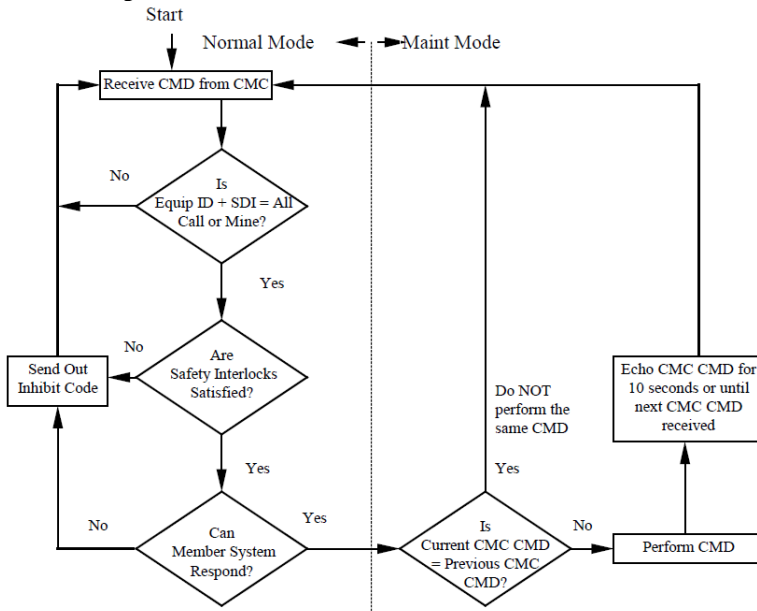 Start
Normal Mode
Maint Mode
Receive CMD from CMC
No
Is
Equip ID + SDI = All
Call or Mine?
Yes
No
Are
Safety Interlocks
Satisfied?
Send Out
Inhibit Code
Echo CMC CMD for
10 seconds or until
next CMC CMD
received
Do NOT
perform the
same CMD
Yes
Yes
No
Can
Member System
Respond?
Yes
Is
Current CMC CMD
= Previous CMC
CMD?
No
Perform CMD